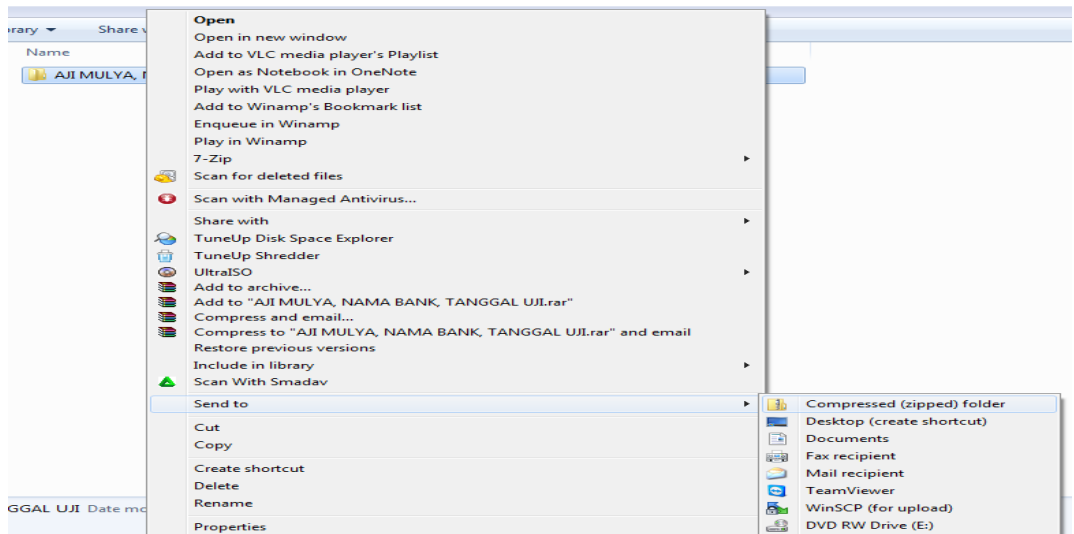 Open
rary Share
Open in new window
Name
Add to VLC media player's Playlist
Open as Notebook in OneNote
AJI MULYA,
Play with VLC media player
Add to Winamp's Bookmark list
Enqueue in Winamp
Play in Winamp
7-Zip
Scan for deleted files
Scan with Managed Antivirus...
Share with
TuneUp Disk Space Explorer
TuneUp Shredder
UltraISO
Add to archive...
Add to "AJI MULYA, NAMA BANK, TANGGAL UJI.rar"
Compress and email...
Compress to "AJI MULYA, NAMA BANK, TANGGAL UJI.rar" and email
Restore previous versions
Include in library
Scan With Smadav
Send to
Cut
Copy
Create shortcut
Delete
Rename
Properties
Compressed (zipped) folder
Desktop (create shortcut)
Documents
Fax recipient
Mail recipient
TeamViewer
WinSCP (for upload)
DVD RW Drive (E:)
GGAL UJI Date mo